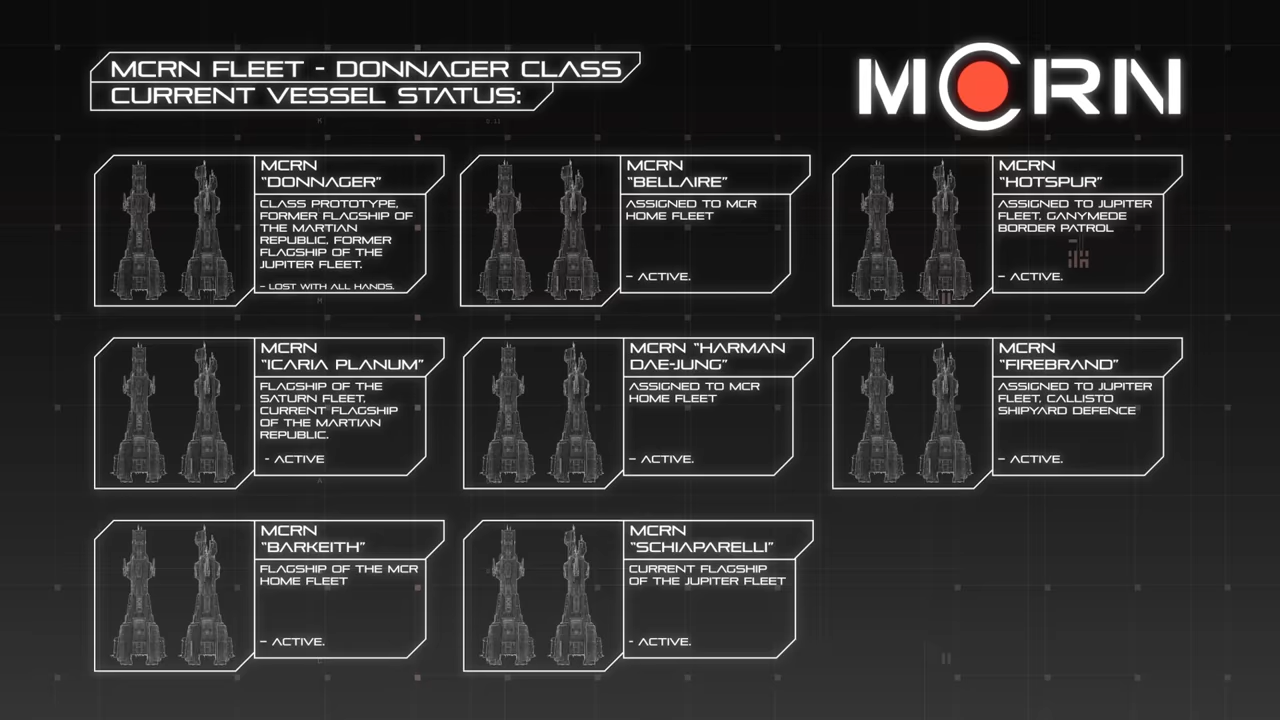 MCRN FLEET - DONNAGER CLASS
CURRENT VESSEL STATUS:
MCRN
MCRN
"DONNAGER"
CLASS PROTOTYPE,
FORMER FLAGSHIP OF
THE MARTIAN
REPUBLIC. FORMER
FLAGSHIP OF THE
JUPITER FLEET.
- LOST WITH ALL HANDS.
MCRN
"BELLAIRE"
ASSIGNED TO MCR
HOME FLEET
- ACTIVE.
MCRN
"HOTSPUR"
ASSIGNED TO JUPITER
FLEET, GANYMEDE
BORDER PATROL
- ACTIVE.
MCRN
"ICARIA PLANUM"
FLAGSHIP OF THE
SATURN FLEET,
CURRENT FLAGSHIP
OF THE MARTIAN
REPUBLIC.
- ACTIVE
MCRN "HARMAN
DAE-JUNG"
ASSIGNED TO MCR
HOME FLEET
- ACTIVE.
MCRN
"FIREBRAND"
ASSIGNED TO JUPITER
FLEET, CALLISTO
SHIPYARD DEFENCE
- ACTIVE.
MCRN
"BARKEITH"
FLAGSHIP OF THE MCR
HOME FLEET
- ACTIVE.
MCRN
"SCHIAPARELLI"
CURRENT FLAGSHIP
OF THE JUPITER FLEET
- ACTIVE.